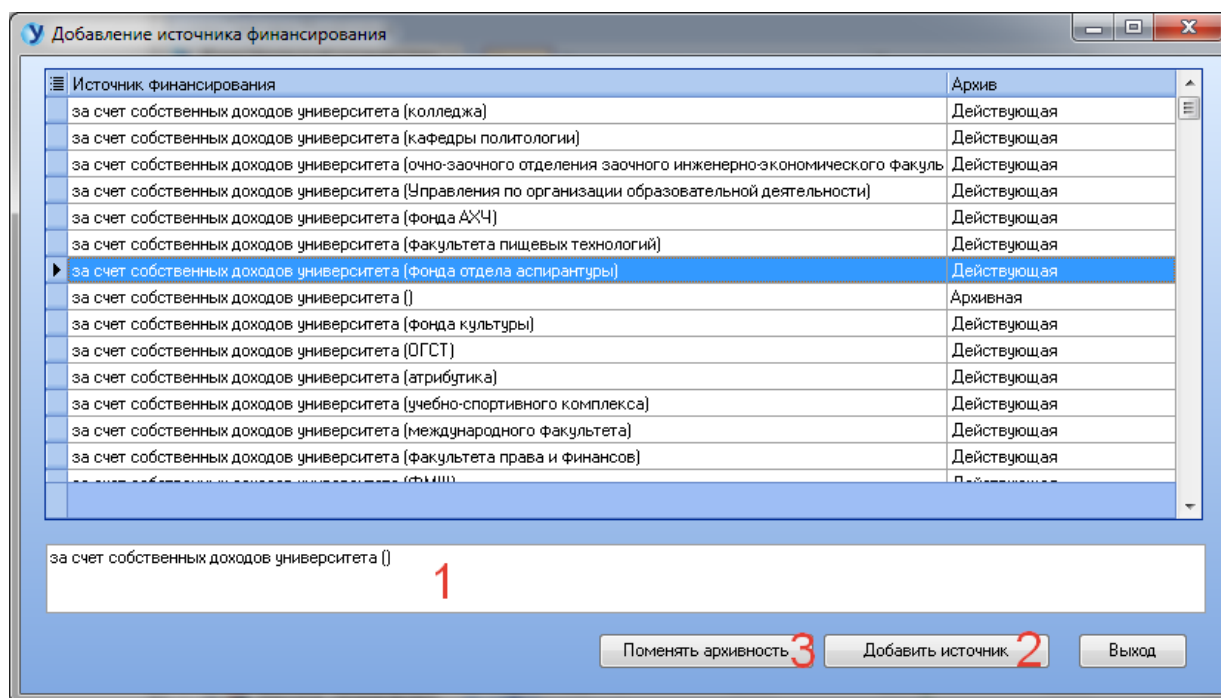 Добавление источника финансирования
Источник финансирования Архив
за счет собственных доходов университета (колледжа) Действующая
за счет собственных доходов университета (кафедры политологии) Действующая
за счет собственных доходов университета (очно-заочного отделения заочного инженерно-экономического факуль Действующая
за счет собственных доходов университета (Управления по организации образовательной деятельности) Действующая
за счет собственных доходов университета (фонда АХЧ) Действующая
за счет собственных доходов университета (факультета пищевых технологий) Действующая
за счет собственных доходов университета (фонда отдела аспирантуры) Действующая
за счет собственных доходов университета () Архивная
за счет собственных доходов университета (фонда культуры) Действующая
за счет собственных доходов университета (ОГСТ) Действующая
за счет собственных доходов университета (атрибутика) Действующая
за счет собственных доходов университета (учебно-спортивного комплекса) Действующая
за счет собственных доходов университета (международного факультета) Действующая
за счет собственных доходов университета (факультета права и финансов) Действующая
за счет собственных доходов университета (ФМШ) Действующая
за счет собственных доходов университета ()
1
Поменять архивность 3 Добавить источник 2 Выход